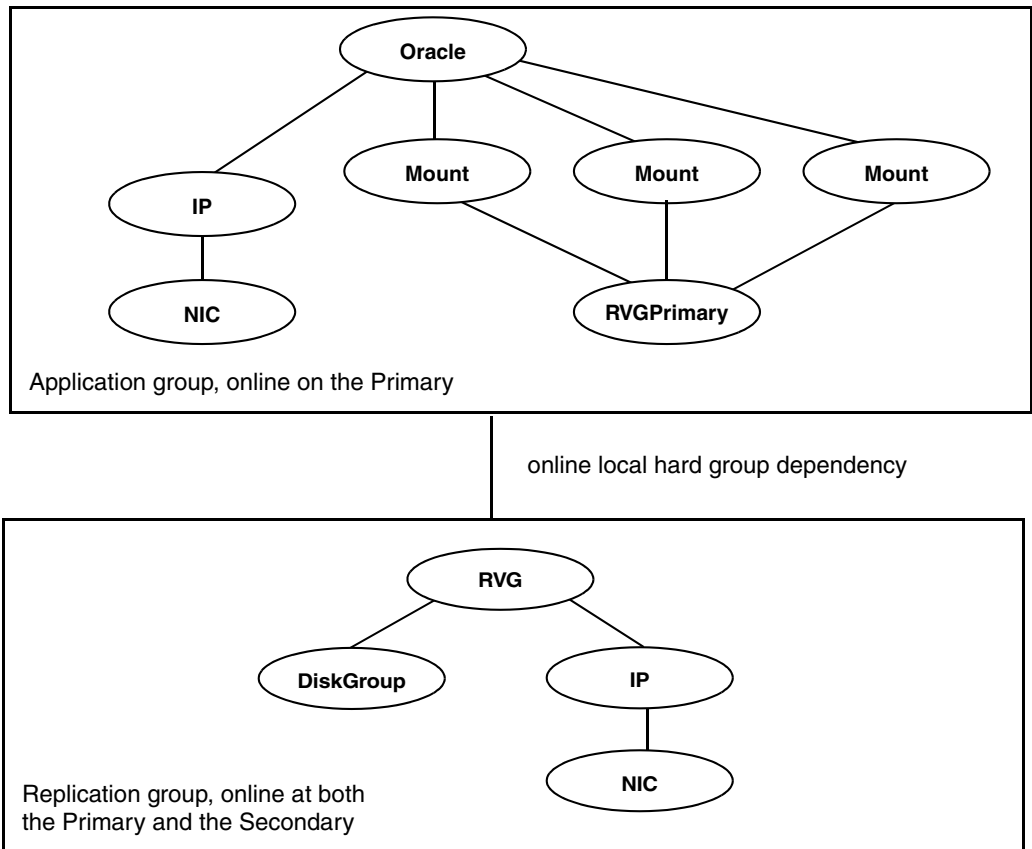 Oracle
Mount
Mount
Mount
IP
NIC
RVGPrimary
Application group, online on the Primary
online local hard group dependency
RVG
DiskGroup
IP
NIC
Replication group, online at both
the Primary and the Secondary